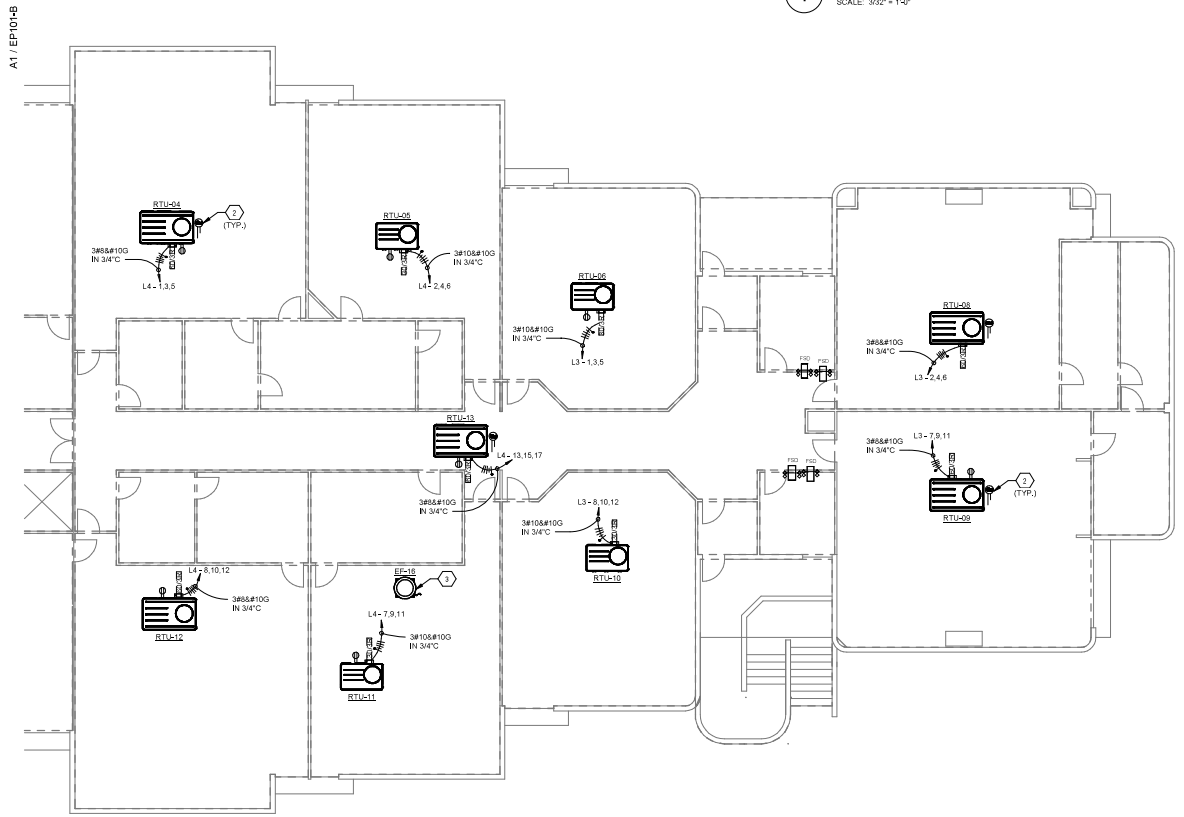 SCALE: 3/32" = 1'-0"
A1 / EP101-B
RTU-04
2
(TYP.)
3#8&#10G
IN 3/4"C
L4 - 1,3,5
RTU-05
3#10&#10G
IN 3/4"C
L4 - 2,4,6
RTU-06
3#10&#10G
IN 3/4"C
L3 - 1,3,5
RTU-08
3#8&#10G
IN 3/4"C
L3 - 2,4,6
FSD
FSD
RTU-13
L4 - 13,15,17
3#8&#10G
IN 3/4"C
L3 - 7,9,11
3#8&#10G
IN 3/4"C
2
(TYP.)
RTU-09
FSD
FSD
L3 - 8,10,12
3#10&#10G
IN 3/4"C
RTU-10
L4 - 8,10,12
3#8&#10G
IN 3/4"C
RTU-12
EF-16
3
L4 - 7,9,11
3#10&#10G
IN 3/4"C
RTU-11